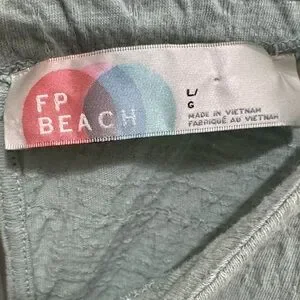 FP
BEACH
L/
G
MADE IN VIETNAM
FABRIQUÉ AU VIETNAM